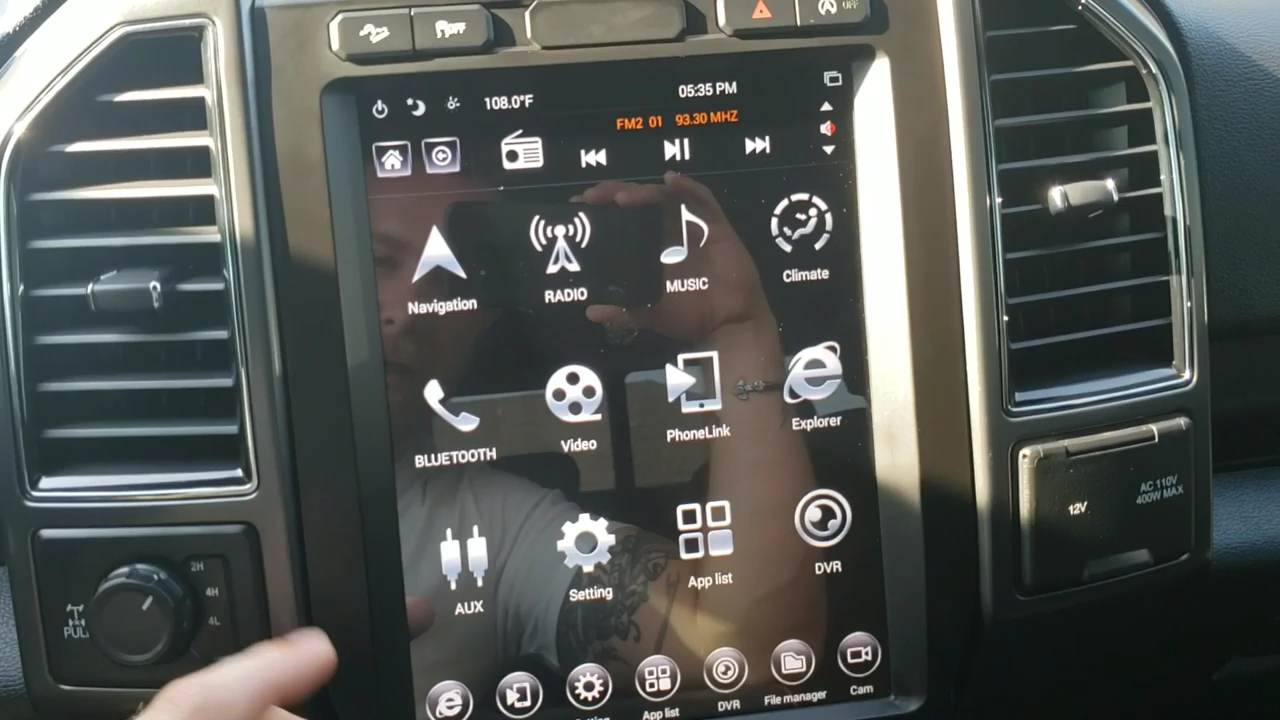 OFF
OFF
108.0°F
05:35 PM
FM2 01 93.30 MHZ
Navigation
RADIO
MUSIC
Climate
BLUETOOTH
Video
PhoneLink
Explorer
AUX
Setting
App list
DVR
App list
DVR
File manager
Cam
2H
4H
4L
PULL
12V
AC 110V
400W MAX